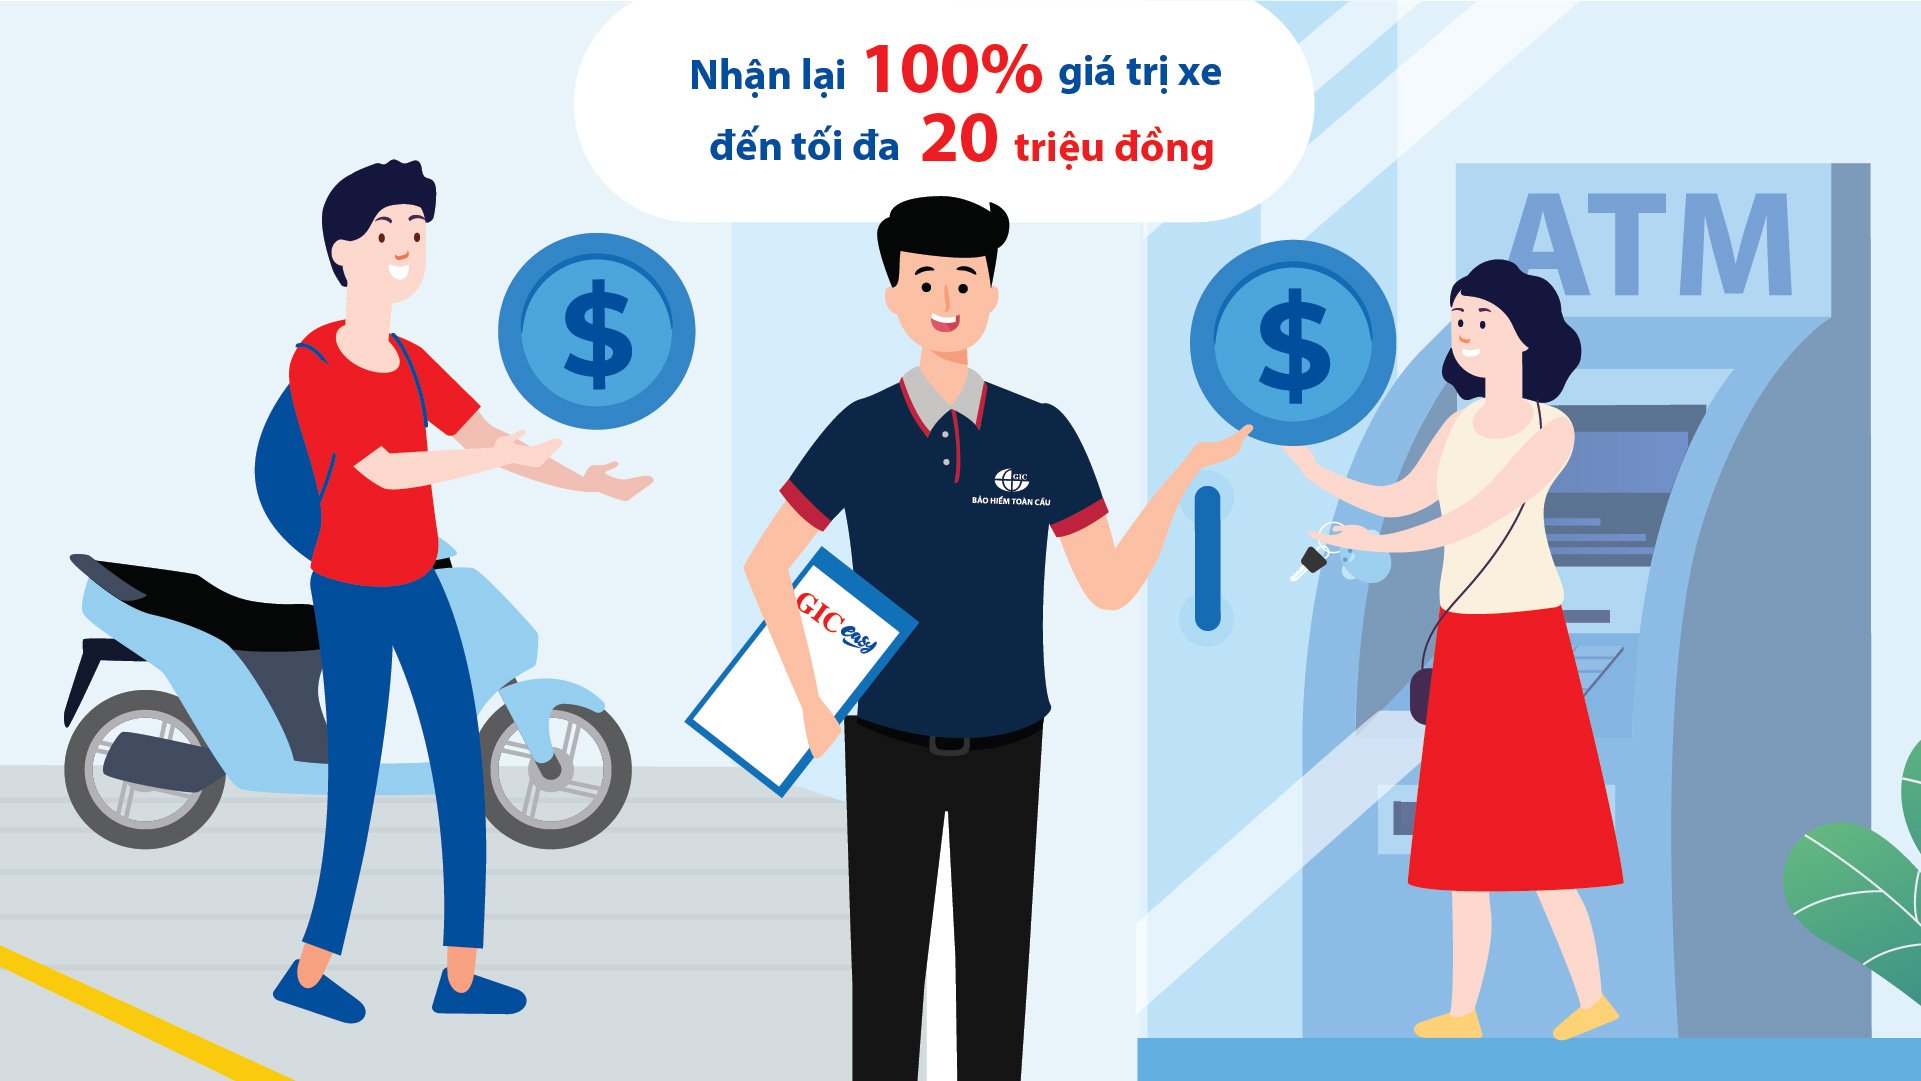 Nhận lại 100% giá trị xe
đến tối đa 20 triệu đồng
ATM
GIC
BẢO HIỂM TOÀN CẦU
GIC easy